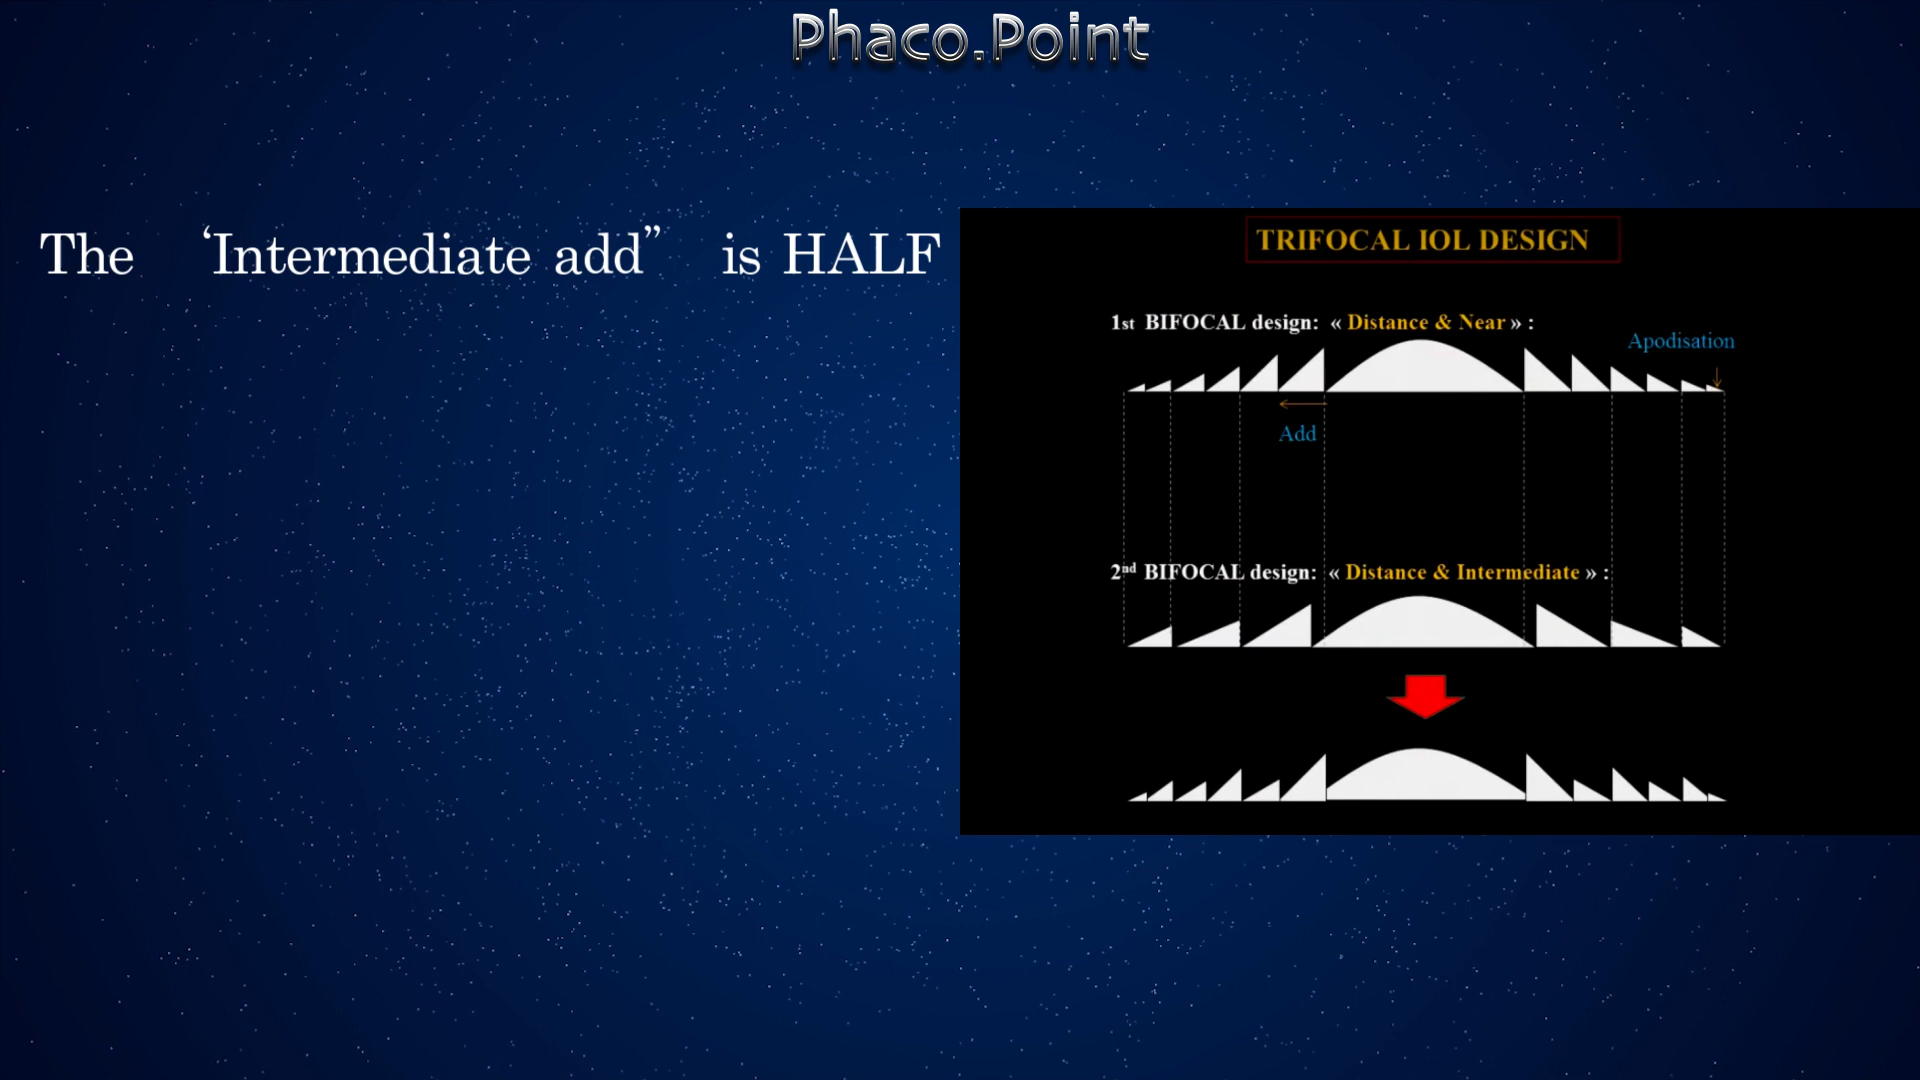 Phaco.Point
The ‘Intermediate add” is HALF
TRIFOCAL IOL DESIGN
1st BIFOCAL design: « Distance & Near » :
Apodisation
Add
2nd BIFOCAL design: « Distance & Intermediate » :